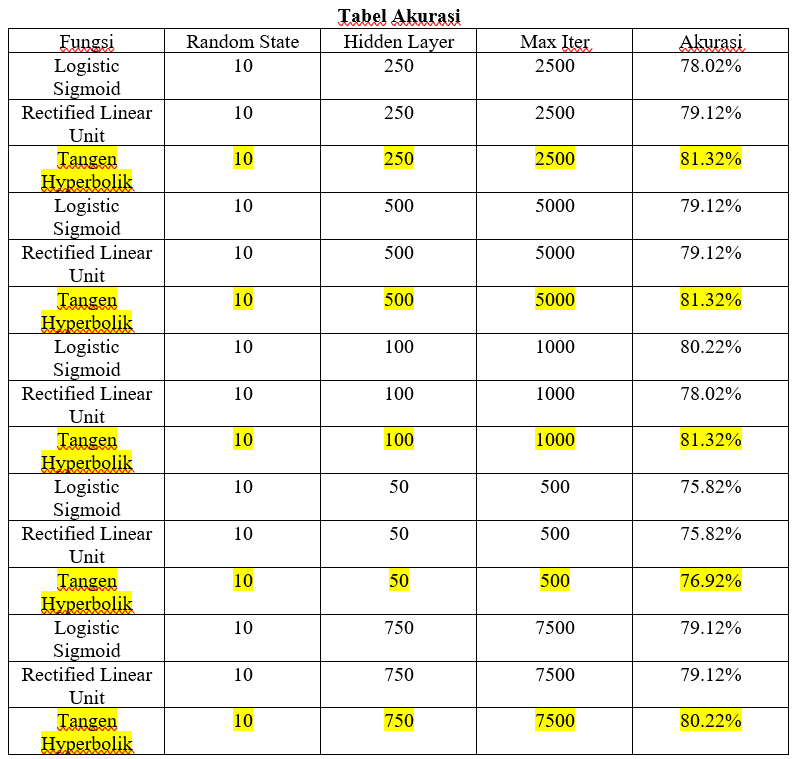 Tabel Akurasi
Fungsi Random State Hidden Layer Max Iter Akurasi
Logistic Sigmoid 10 250 2500 78.02%
Rectified Linear Unit 10 250 2500 79.12%
Tangen Hyperbolik 10 250 2500 81.32%
Logistic Sigmoid 10 500 5000 79.12%
Rectified Linear Unit 10 500 5000 79.12%
Tangen Hyperbolik 10 500 5000 81.32%
Logistic Sigmoid 10 100 1000 80.22%
Rectified Linear Unit 10 100 1000 78.02%
Tangen Hyperbolik 10 100 1000 81.32%
Logistic Sigmoid 10 50 500 75.82%
Rectified Linear Unit 10 50 500 75.82%
Tangen Hyperbolik 10 50 500 76.92%
Logistic Sigmoid 10 750 7500 79.12%
Rectified Linear Unit 10 750 7500 79.12%
Tangen Hyperbolik 10 750 7500 80.22%